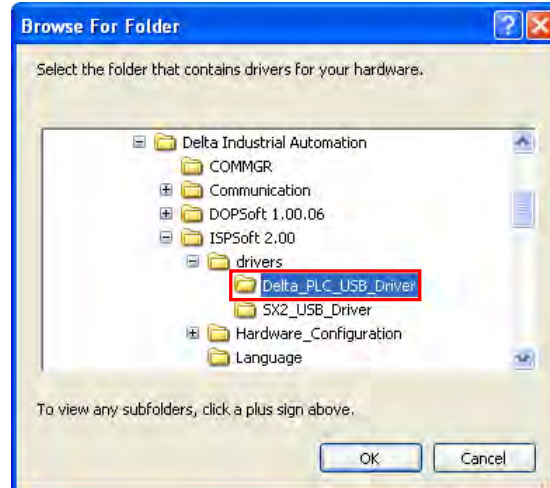 Browse For Folder
Select the folder that contains drivers for your hardware.
Delta Industrial Automation
COMMGR
Communication
DOPSoft 1.00.06
ISPSoft 2.00
drivers
Delta_PLC_USB_Driver
SX2_USB_Driver
Hardware_Configuration
Language
To view any subfolders, click a plus sign above.
OK Cancel